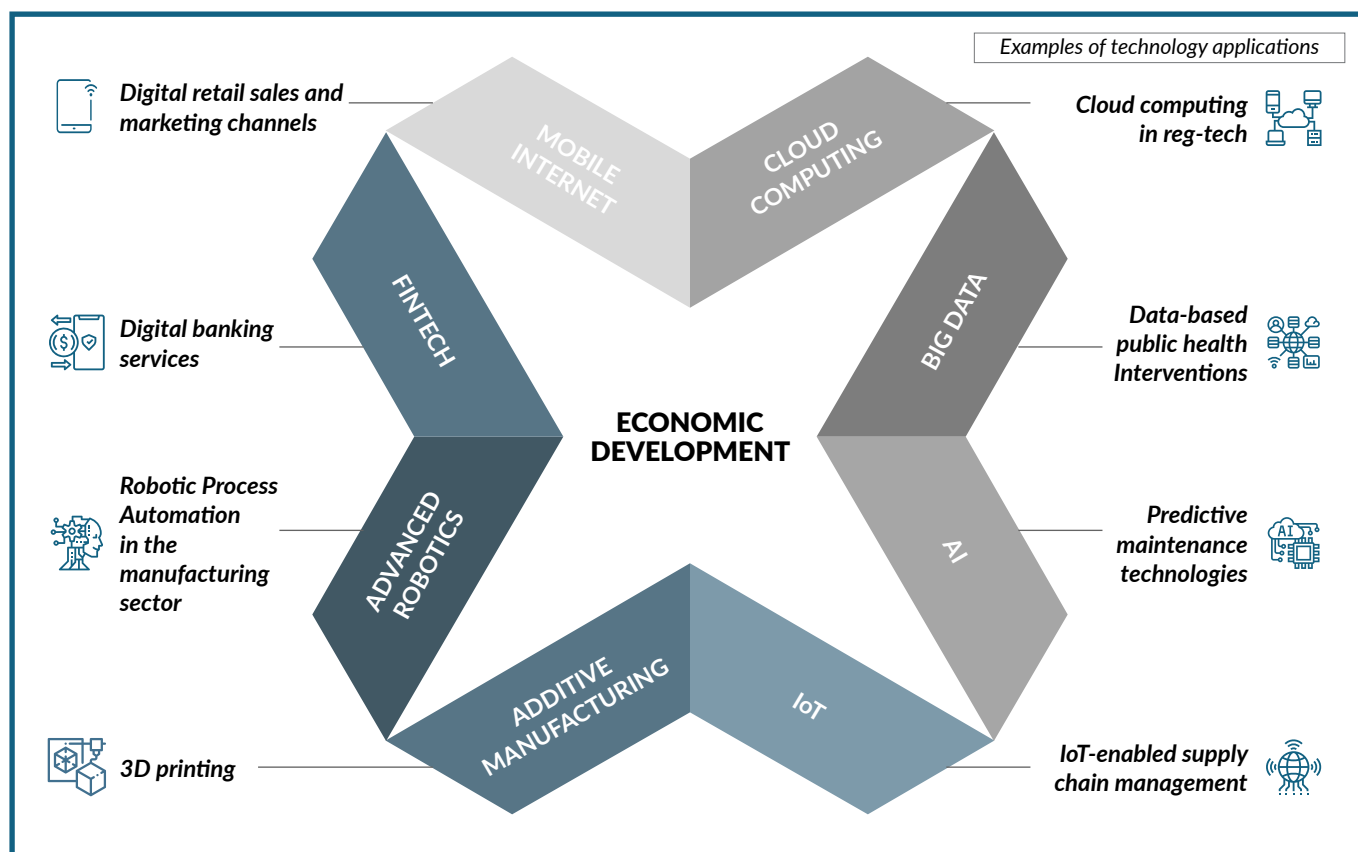 Examples of technology applications
Digital retail sales and
marketing channels
MOBILE
INTERNET
CLOUD
COMPUTING
Cloud computing
in reg-tech
FINTECH
BIG DATA
Digital banking
services
Data-based
public health
Interventions
ECONOMIC
DEVELOPMENT
Robotic Process
Automation
in the
manufacturing
sector
ADVANCED
ROBOTICS
AI
Predictive
maintenance
technologies
AI
ADDITIVE
MANUFACTURING
IoT
3D printing
IoT-enabled supply
chain management